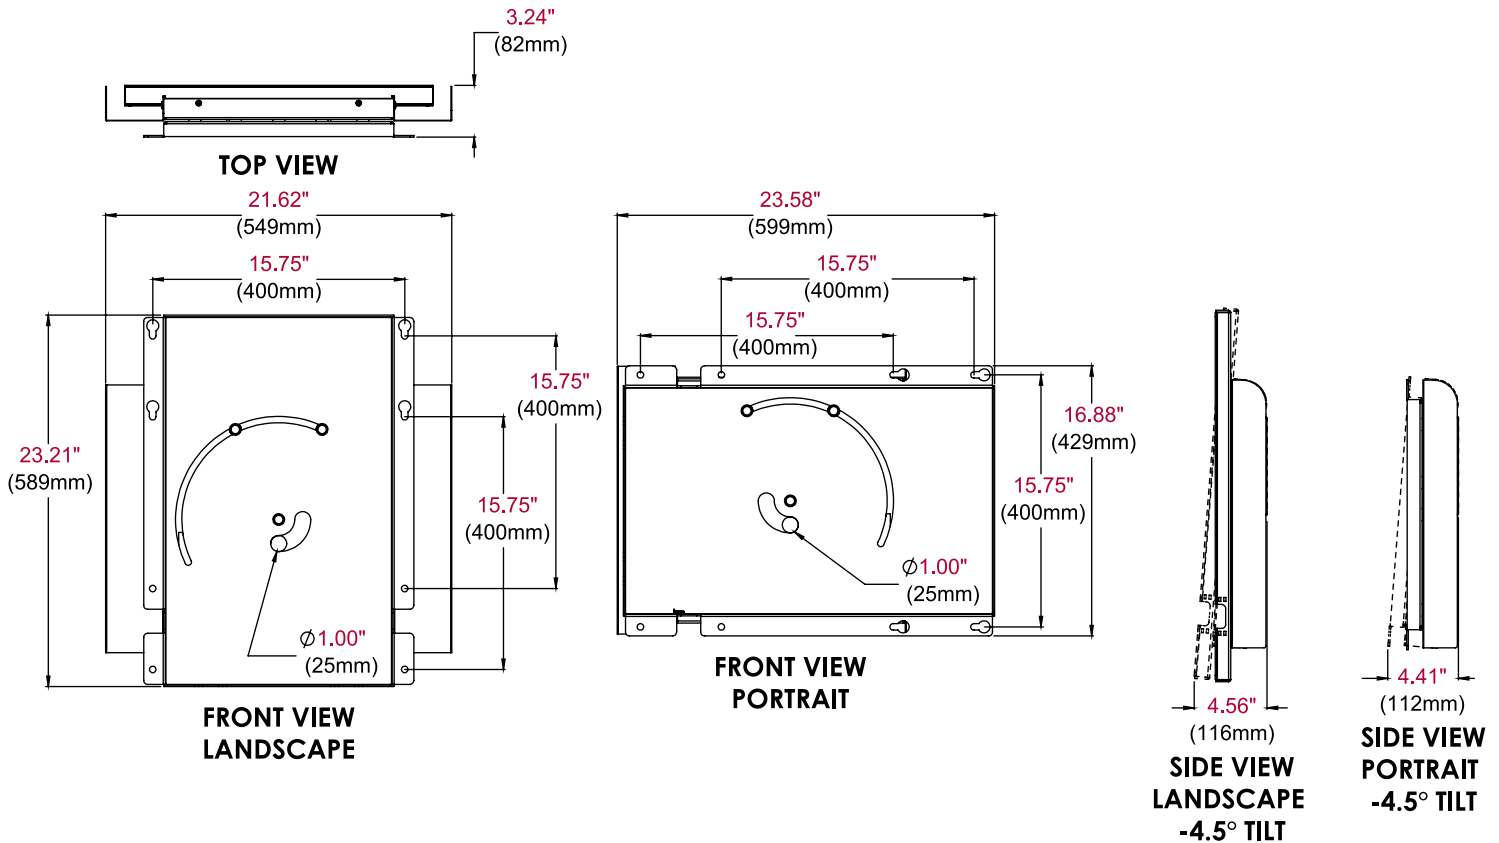 3.24"
(82mm)
TOP VIEW
21.62"
(549mm)
15.75"
(400mm)
15.75"
(400mm)
23.21"
(589mm)
15.75"
(400mm)
Ø1.00"
(25mm)
FRONT VIEW
LANDSCAPE
23.58"
(599mm)
15.75"
(400mm)
15.75"
(400mm)
16.88"
(429mm)
15.75"
(400mm)
Ø1.00"
(25mm)
FRONT VIEW
PORTRAIT
4.56"
(116mm)
SIDE VIEW
LANDSCAPE
-4.5° TILT
4.41"
(112mm)
SIDE VIEW
PORTRAIT
-4.5° TILT